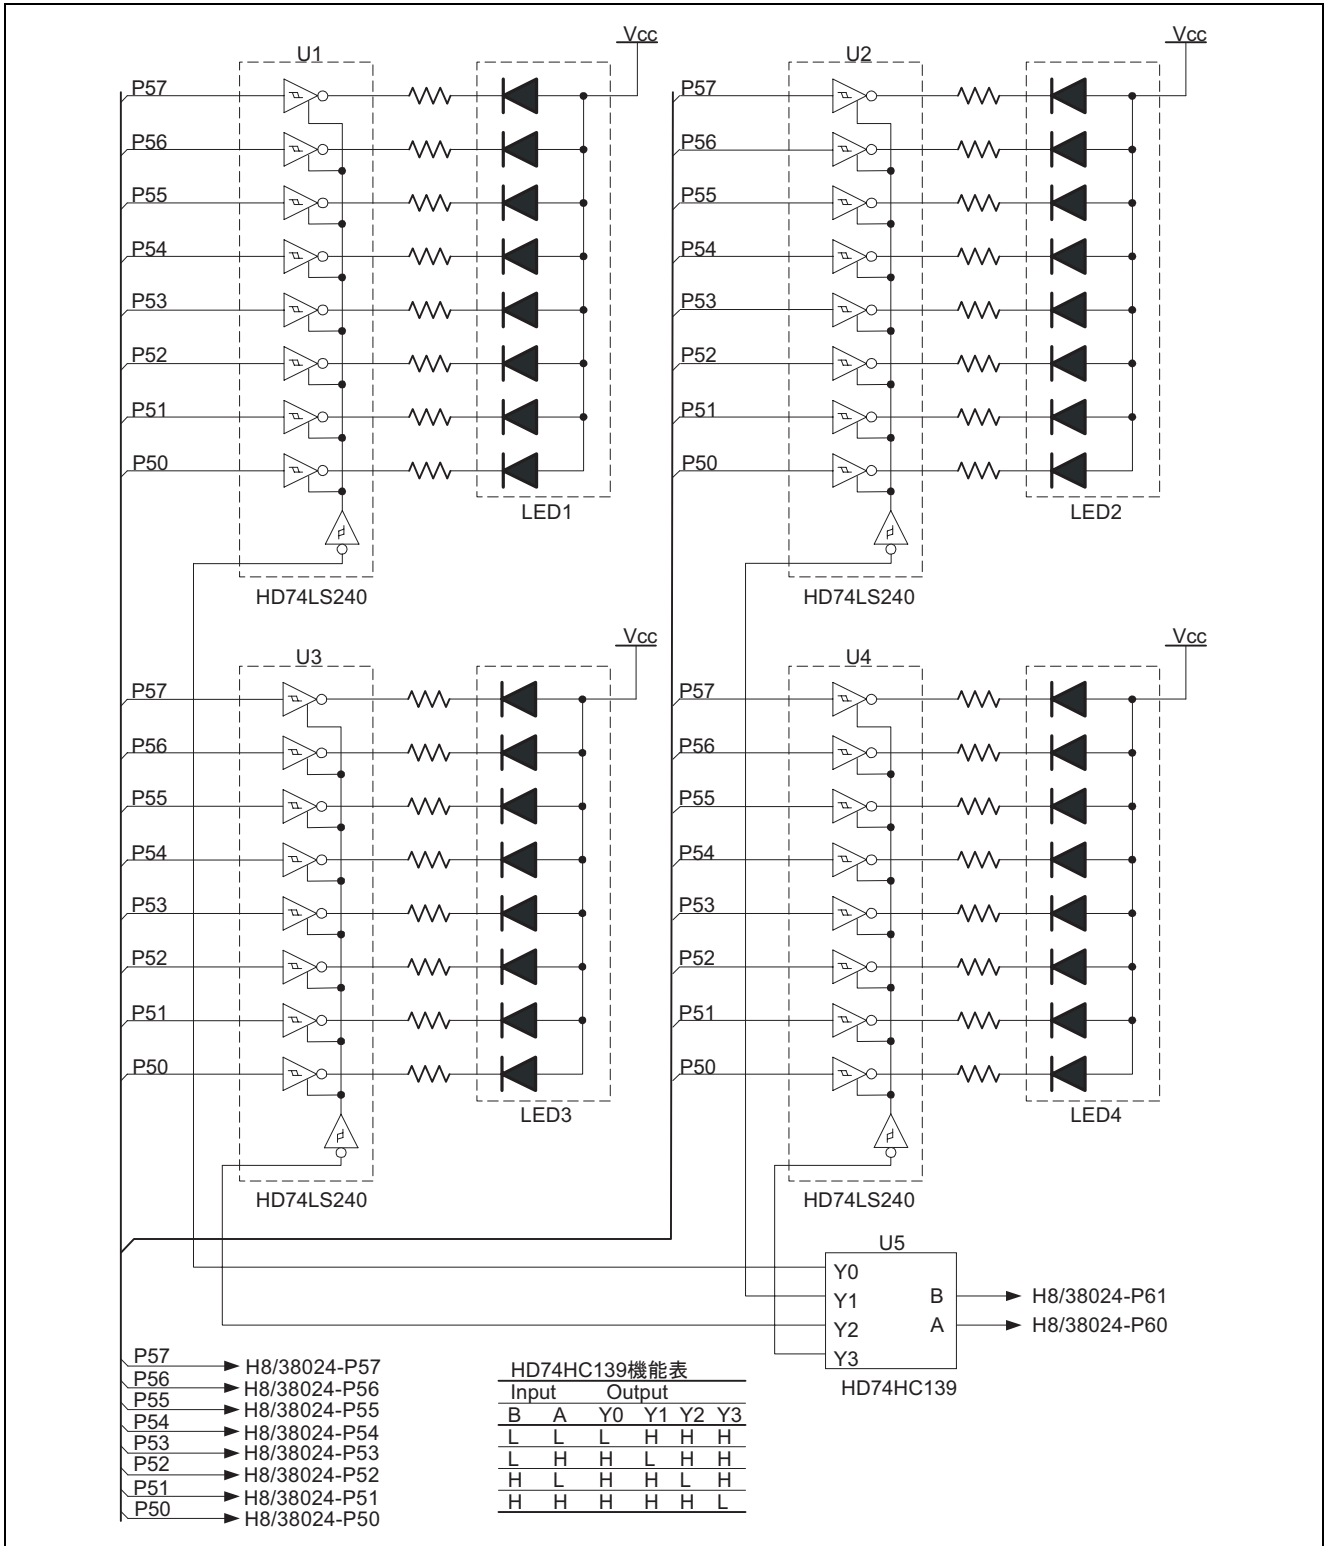 U1
Vcc
P57
P56
P55
P54
P53
P52
P51
P50
LED1
HD74LS240
U2
Vcc
P57
P56
P55
P54
P53
P52
P51
P50
LED2
HD74LS240
U3
Vcc
P57
P56
P55
P54
P53
P52
P51
P50
LED3
HD74LS240
U4
Vcc
P57
P56
P55
P54
P53
P52
P51
P50
LED4
HD74LS240
U5
Y0
Y1 B H8/38024-P61
Y2 A H8/38024-P60
Y3
HD74HC139
P57 H8/38024-P57
P56 H8/38024-P56
P55 H8/38024-P55
P54 H8/38024-P54
P53 H8/38024-P53
P52 H8/38024-P52
P51 H8/38024-P51
P50 H8/38024-P50
HD74HC139機能表
Input Output
B A Y0 Y1 Y2 Y3
L L L H H H
L H H L H H
H L H H L H
H H H H H L